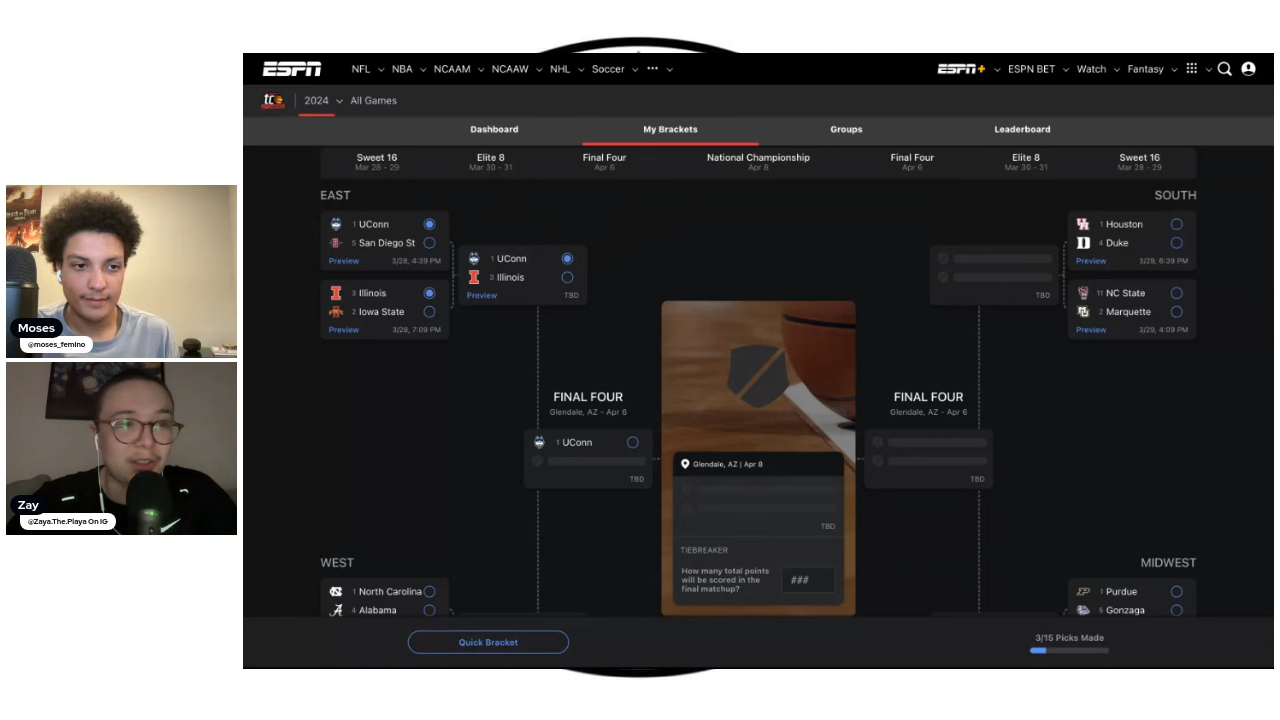 ESPN NFL NBA NCAAM NCAAW NHL Soccer ••• ESPN+ ESPN BET Watch Fantasy
tc 2024 All Games
Dashboard My Brackets Groups Leaderboard
Sweet 16 Elite 8 Final Four National Championship Final Four Elite 8 Sweet 16
Mar 28 - 29 Mar 30 - 31 Apr 6 Apr 8 Apr 6 Mar 30 - 31 Mar 28 - 29
EAST SOUTH
1 UConn
5 San Diego St
Preview 3/28, 4:39 PM
3 Illinois
2 Iowa State
Preview 3/28, 7:09 PM
1 UConn
3 Illinois
Preview TBD
TBD
1 Houston
4 Duke
Preview 3/29, 6:39 PM
11 NC State
2 Marquette
Preview 3/29, 4:09 PM
Moses
@moses_femino
Zay
@Zaya.The.Playa On IG
FINAL FOUR
Glendale, AZ - Apr 6
1 UConn
TBD
Glendale, AZ | Apr 8
TBD
TIEBREAKER
How many total points
will be scored in the
final matchup?
###
FINAL FOUR
Glendale, AZ - Apr 6
TBD
WEST MIDWEST
1 North Carolina
4 Alabama
1 Purdue
5 Gonzaga
Quick Bracket
3/15 Picks Made